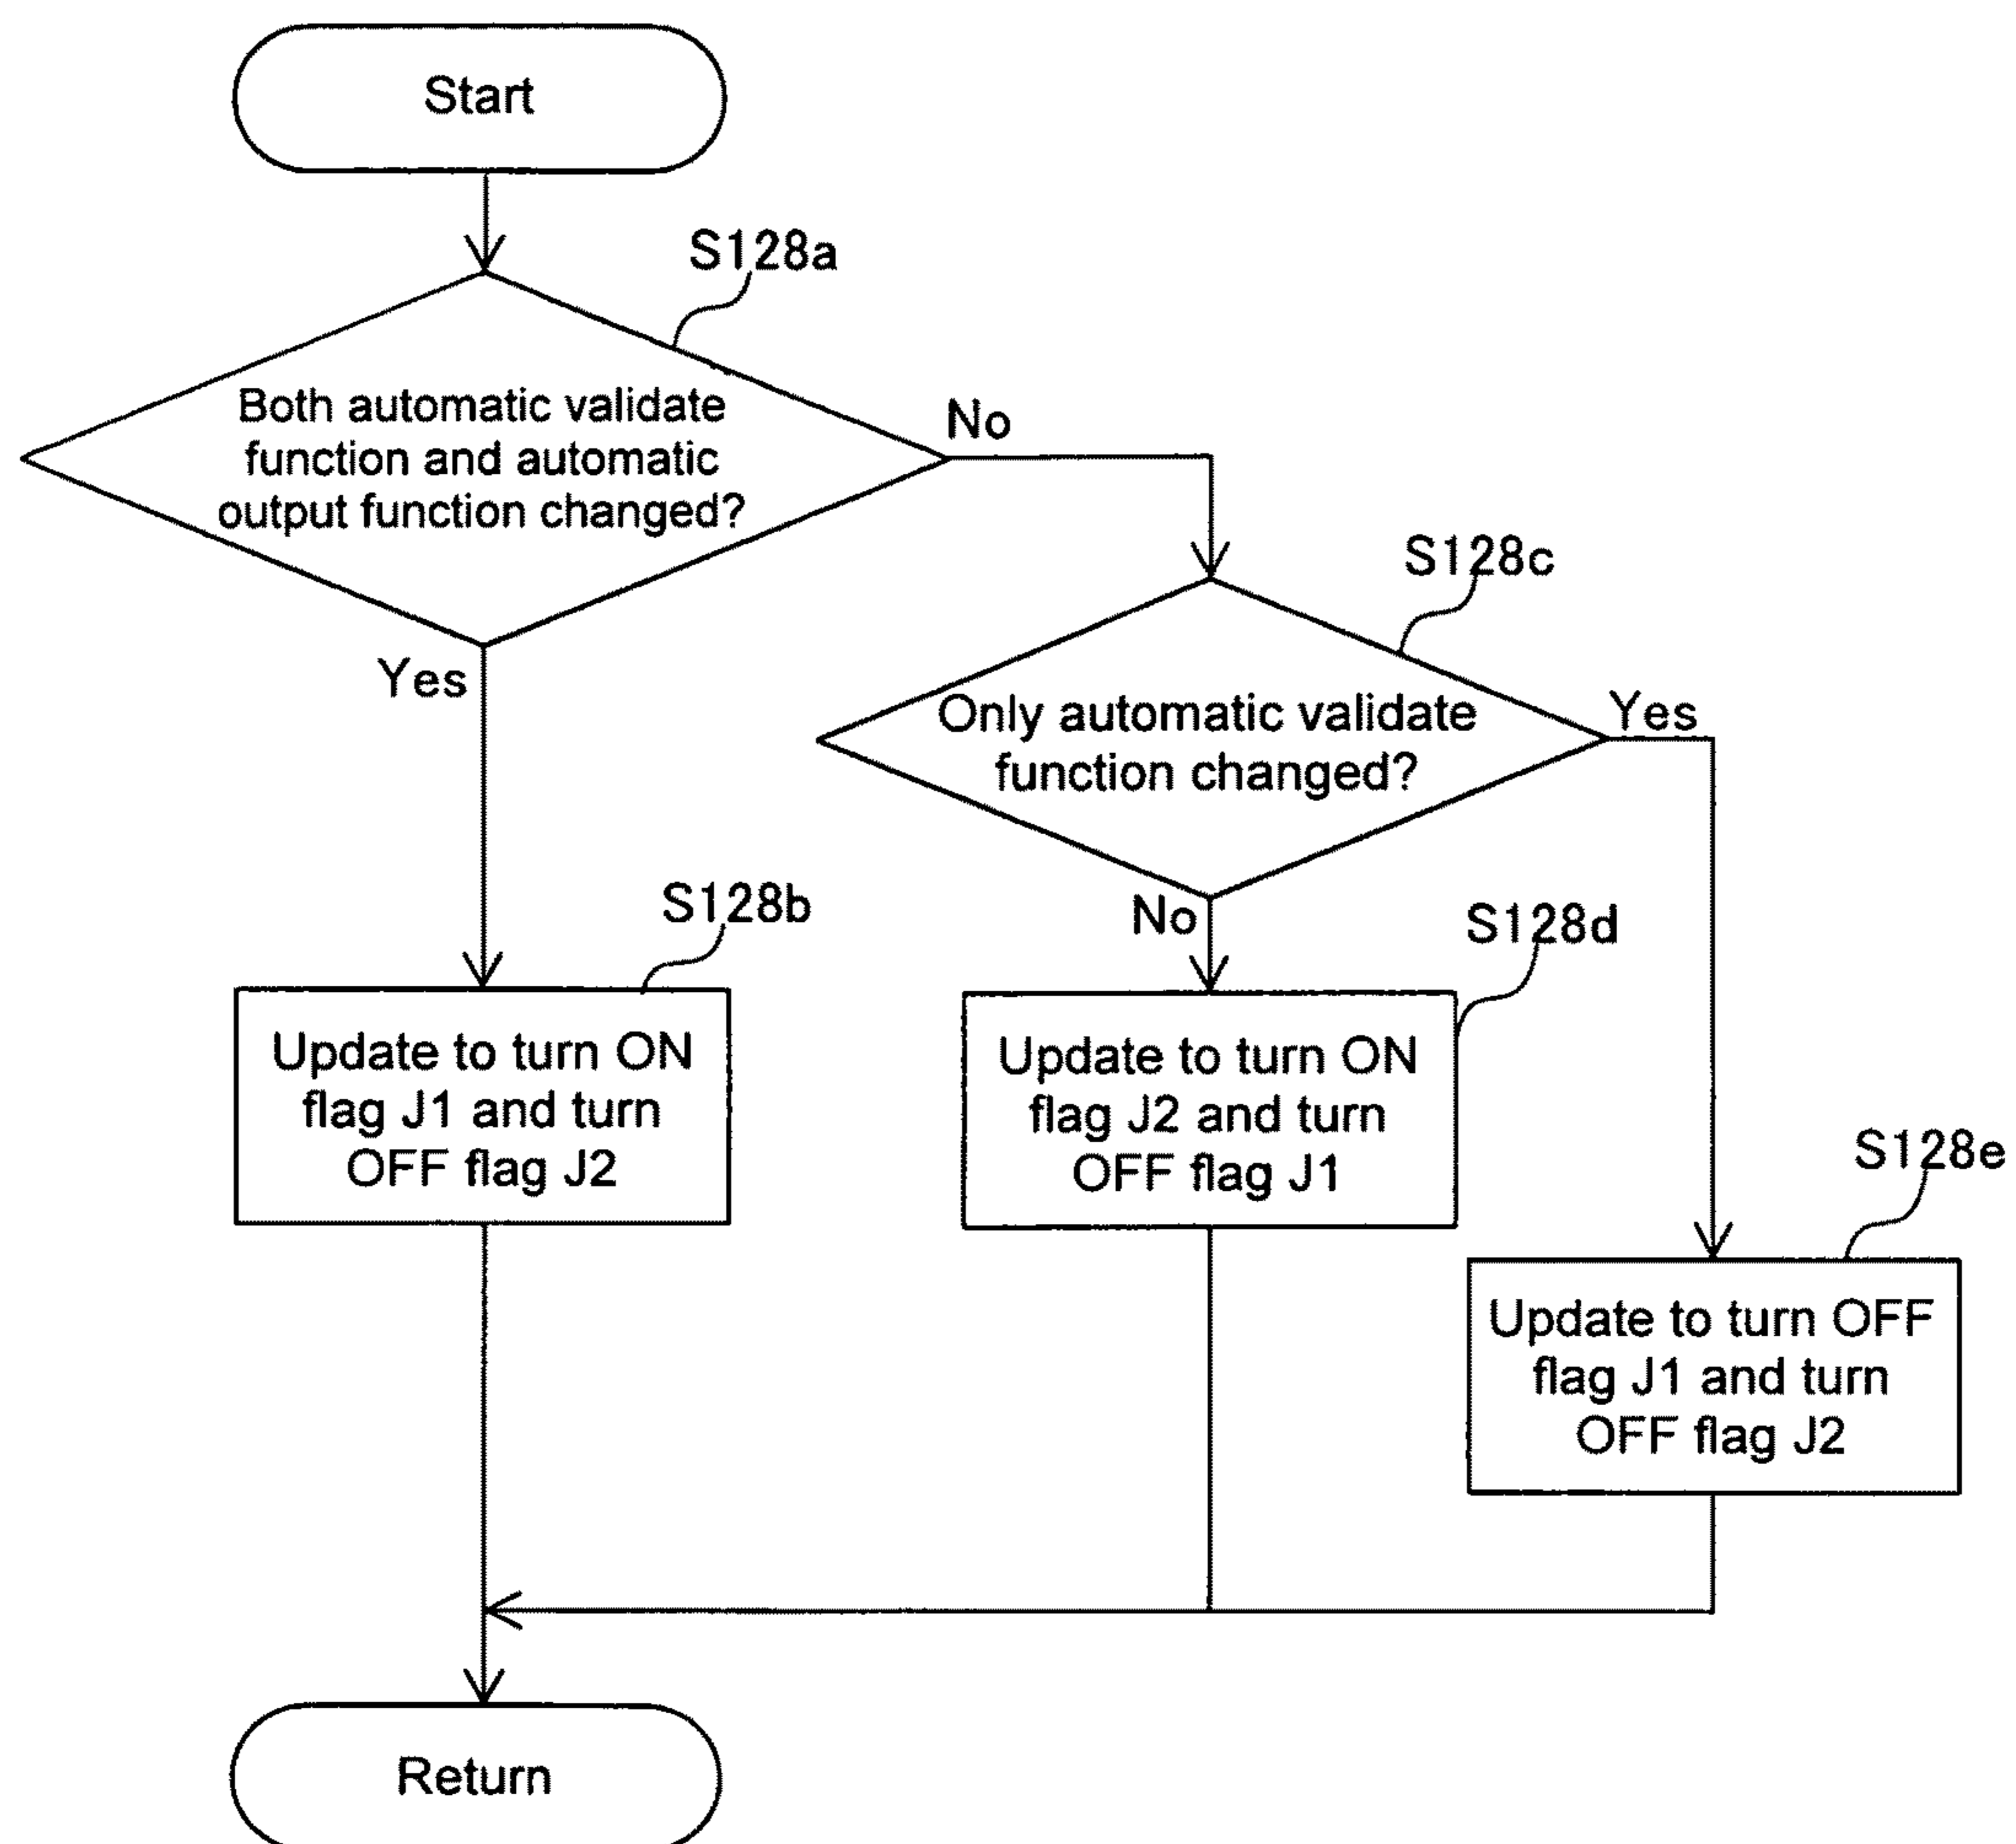 Start
S128a
Both automatic validate
function and automatic
output function changed?
No
Yes
S128c
Only automatic validate
function changed?
Yes
No
S128b
Update to turn ON
flag J1 and turn
OFF flag J2
S128d
Update to turn ON
flag J2 and turn
OFF flag J1
S128e
Update to turn OFF
flag J1 and turn
OFF flag J2
Return